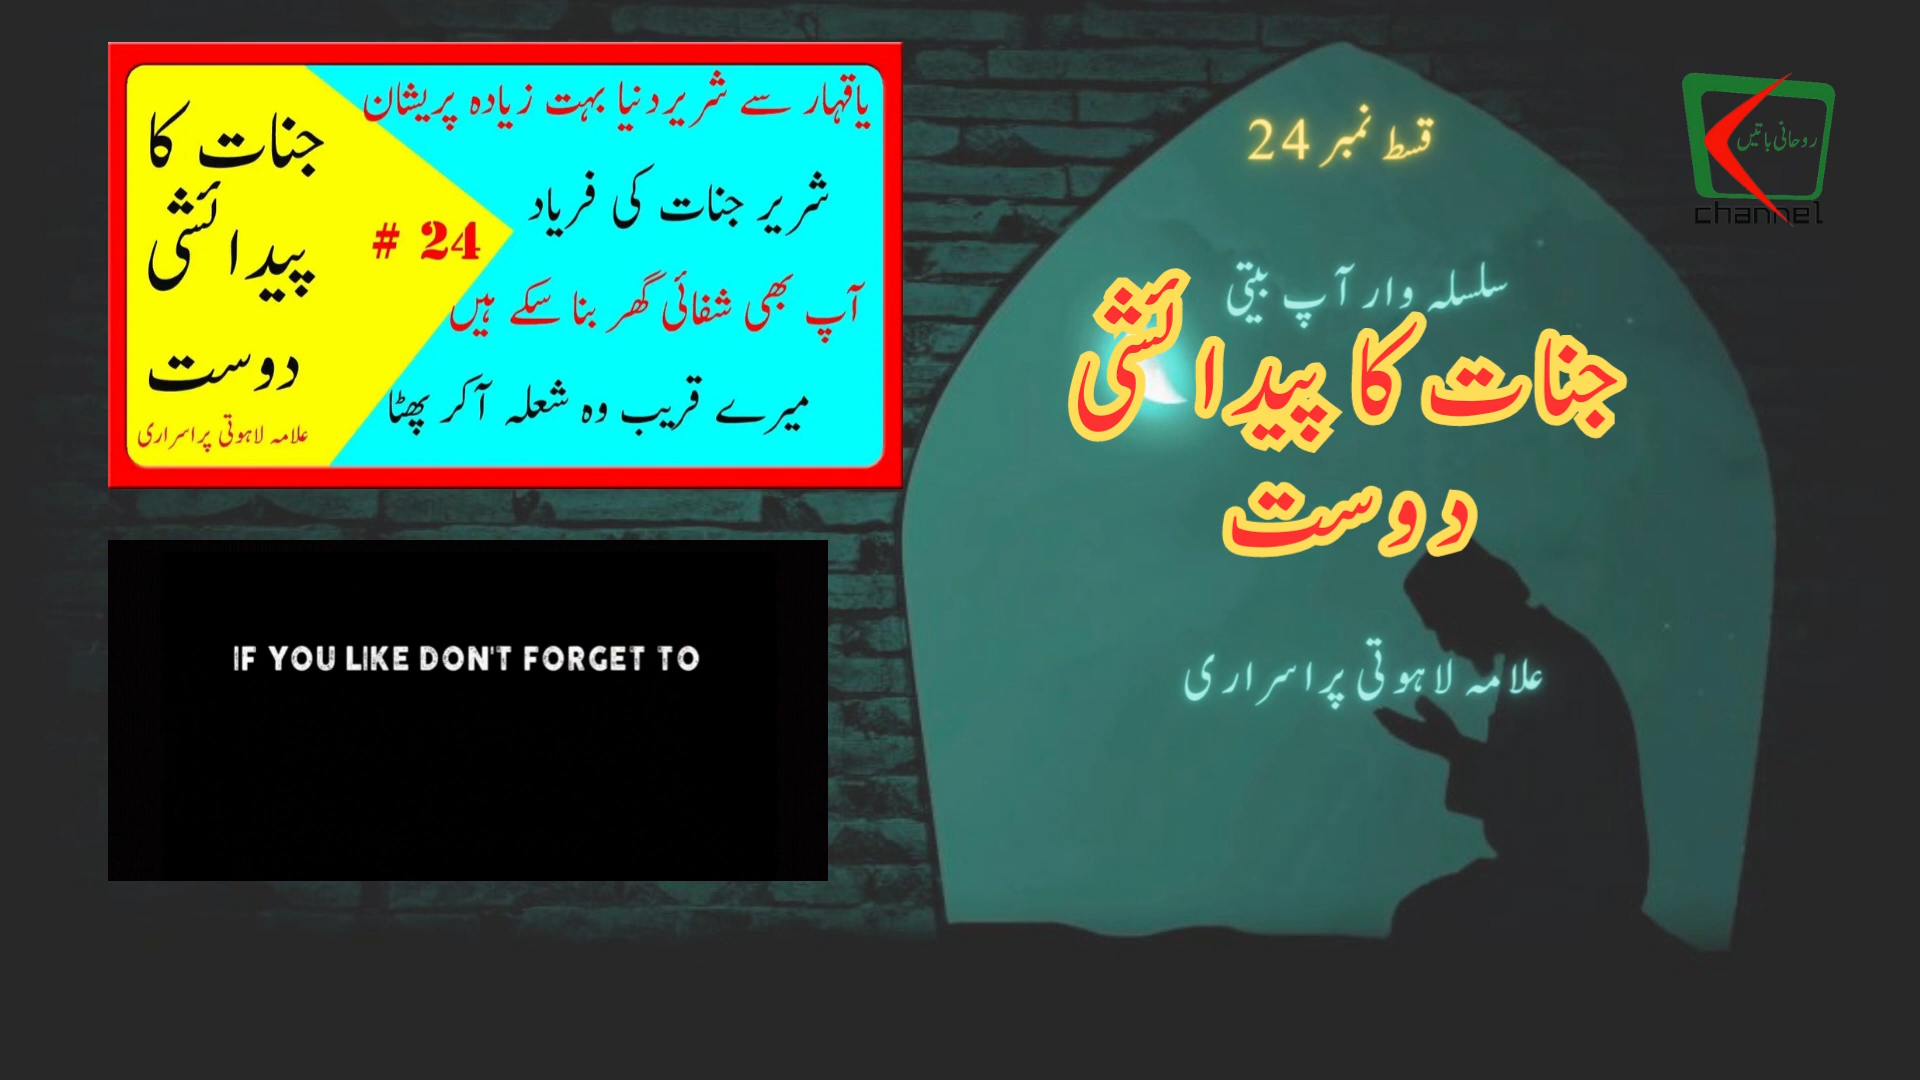 جنات کا
پیدائشی
دوست
علامہ لاہوتی پراسراری
# 24
یاقہار سے شریر دنیا بہت زیادہ پریشان
شریر جنات کی فریاد
آپ بھی شفائی گھر بنا سکے ہیں
میرے قریب وہ شعلہ آکر پھٹا
IF YOU LIKE DON'T FORGET TO
قسط نمبر 24
سلسلہ وار آپ بیتی
جنات کا پیدائشی
دوست
علامہ لاہوتی پراسراری
روحانی باتیں
channel